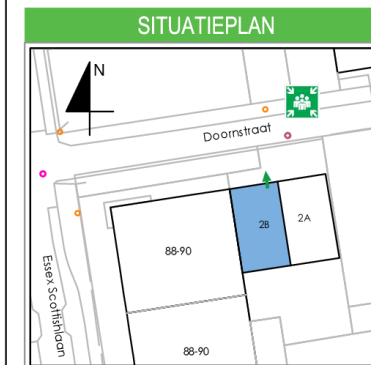 SITUATIEPLAN
N
Doornstraat
2B
2A
88-90
Essex Scottishlaan
88-90